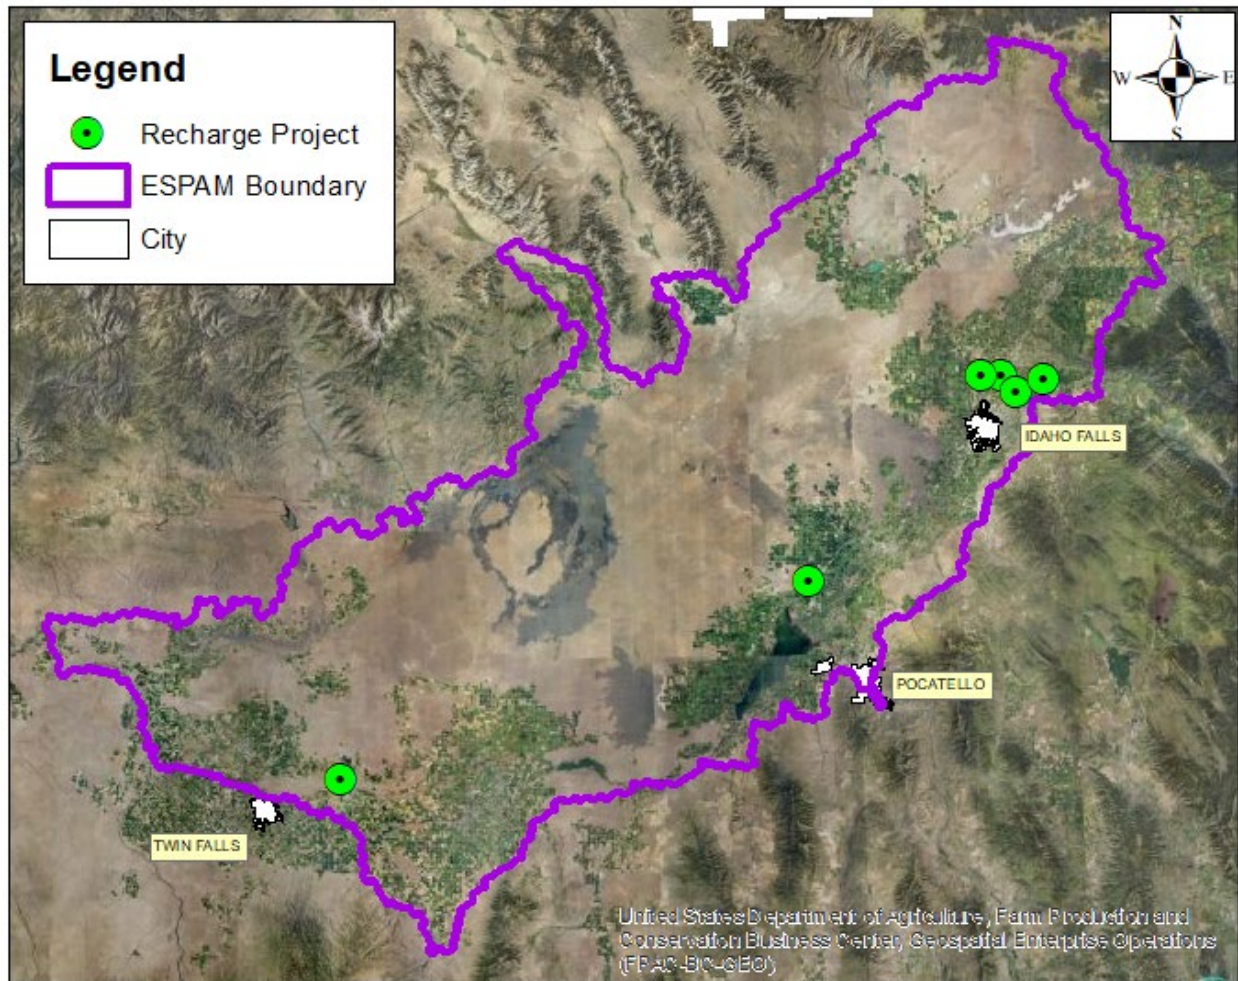 Legend
Recharge Project
ESPAM Boundary
City
N
W E
S
IDAHO FALLS
POCATELLO
TWIN FALLS
United States Department of Agriculture, Farm Production and
Conservation Business Center, Geospatial Enterprise Operations
(FPAC-BC-GEO)